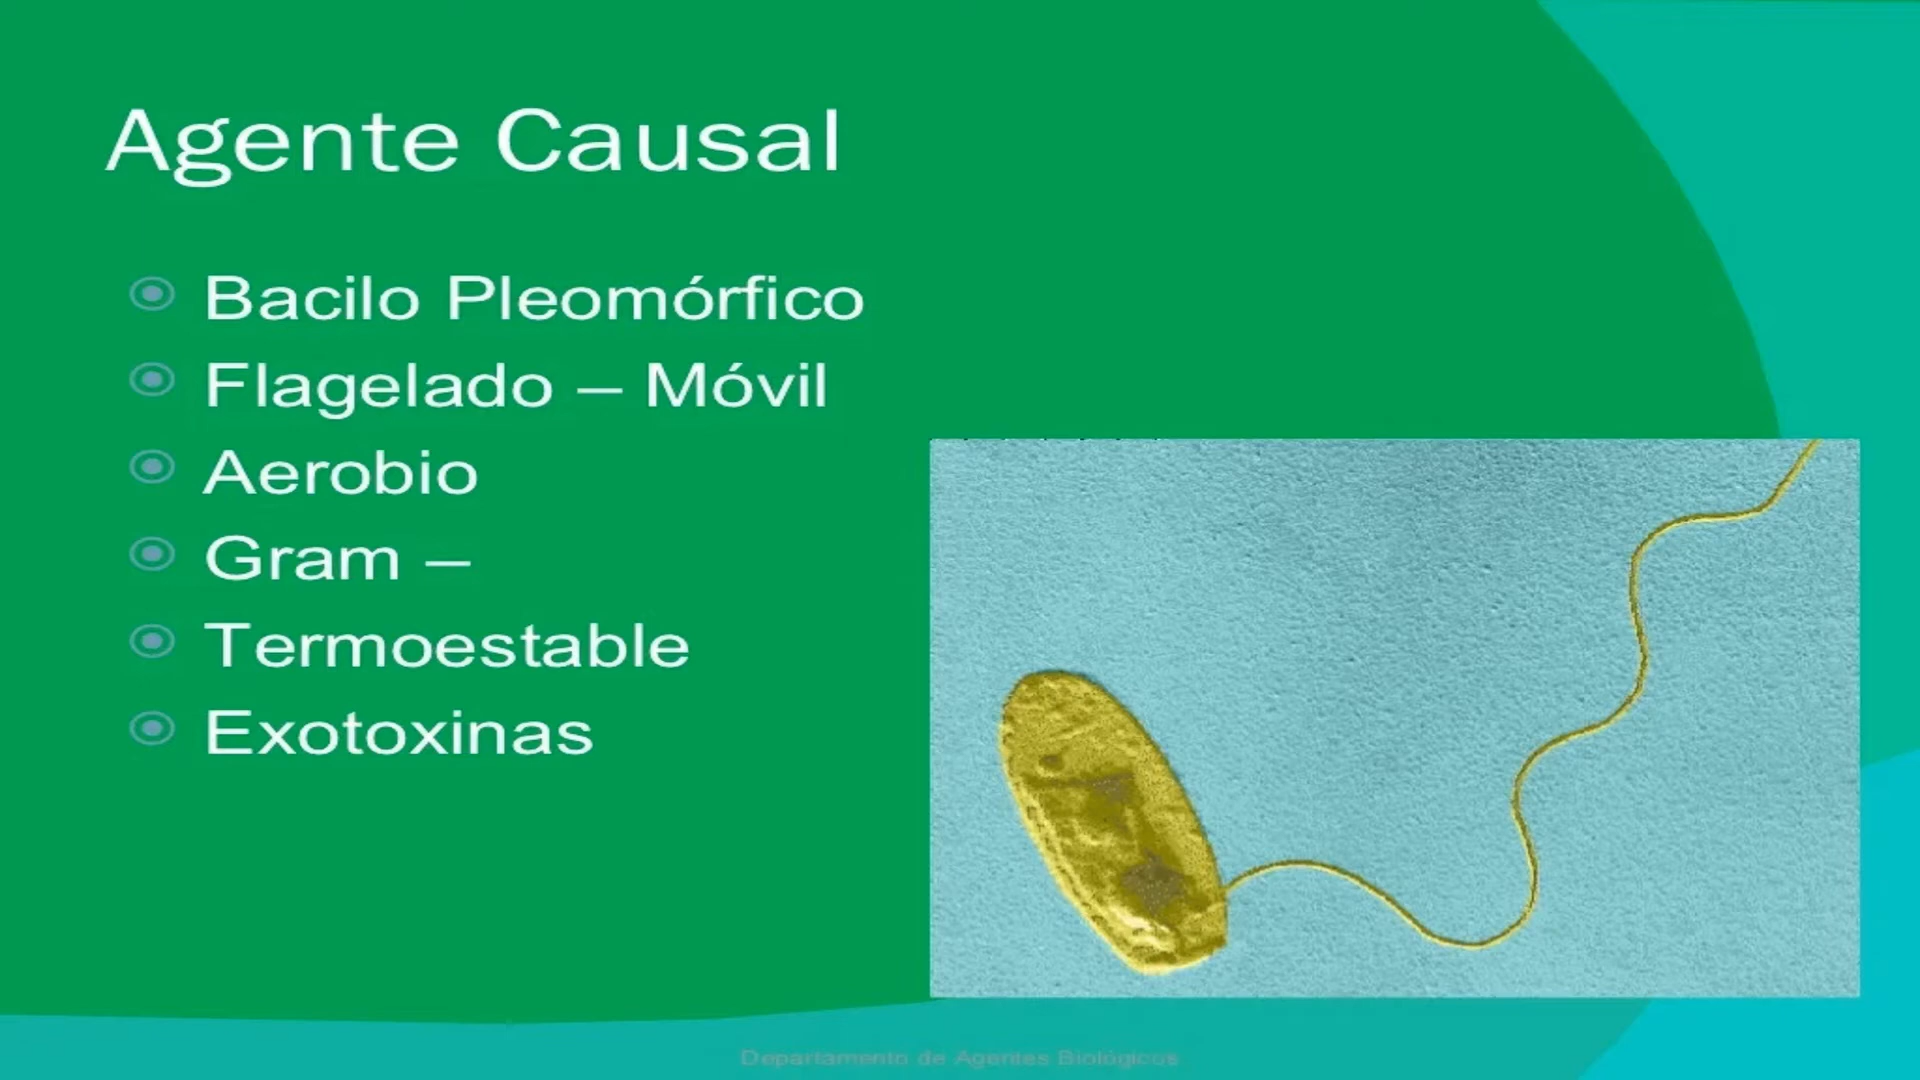 Agente Causal
Bacilo Pleomórfico
Flagelado – Móvil
Aerobio
Gram –
Termoestable
Exotoxinas
Departamento de Agentes Biológicos